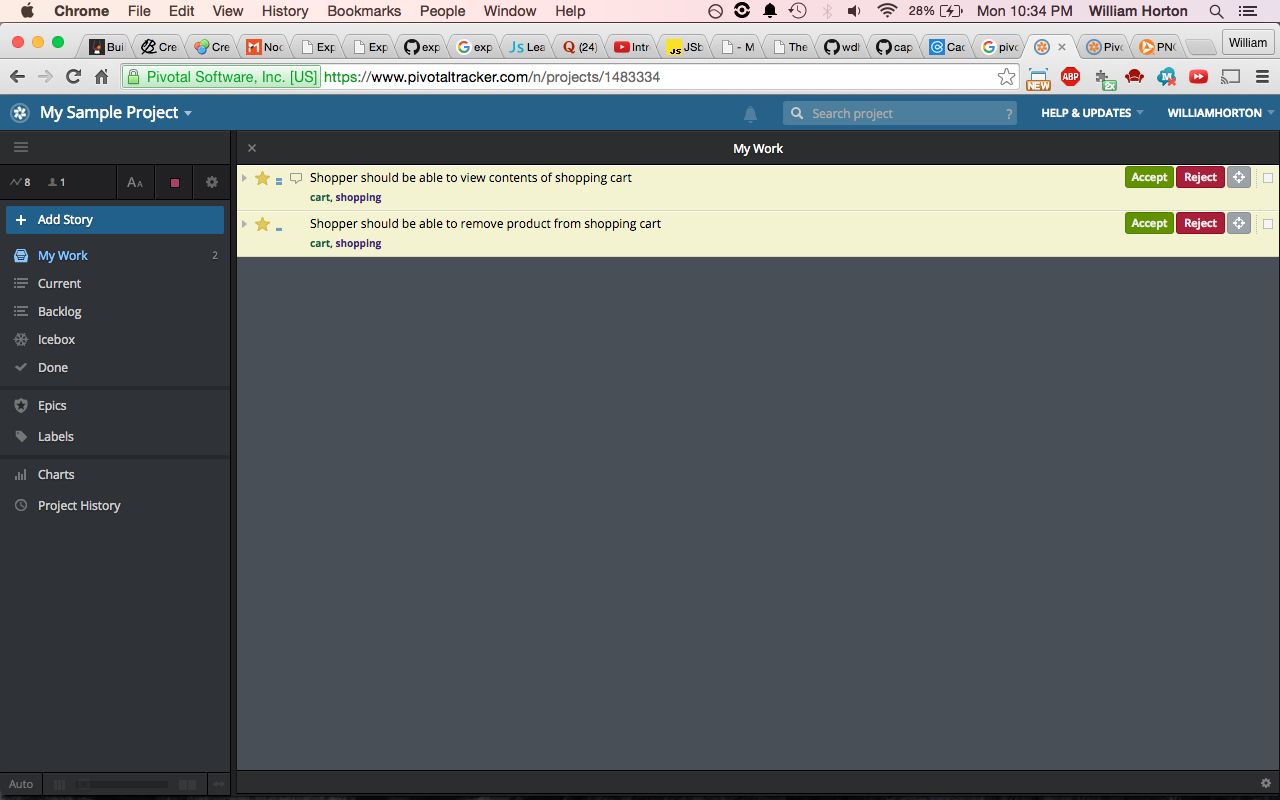 Chrome File Edit View History Bookmarks People Window Help 28% Mon 10:34 PM William Horton
Bui Cre Cre Noc Exp Exp exp exp Lea (24) Intr JSb - M The wdl cap Cac pivo Pivo PNG William
Pivotal Software, Inc. [US] https://www.pivotaltracker.com/n/projects/1483334 NEW ABP 2x
My Sample Project Search project ? HELP & UPDATES WILLIAMHORTON
My Work
8 1 AA
Shopper should be able to view contents of shopping cart Accept Reject
cart, shopping
Shopper should be able to remove product from shopping cart Accept Reject
cart, shopping
+ Add Story
My Work 2
Current
Backlog
Icebox
Done
Epics
Labels
Charts
Project History
Auto